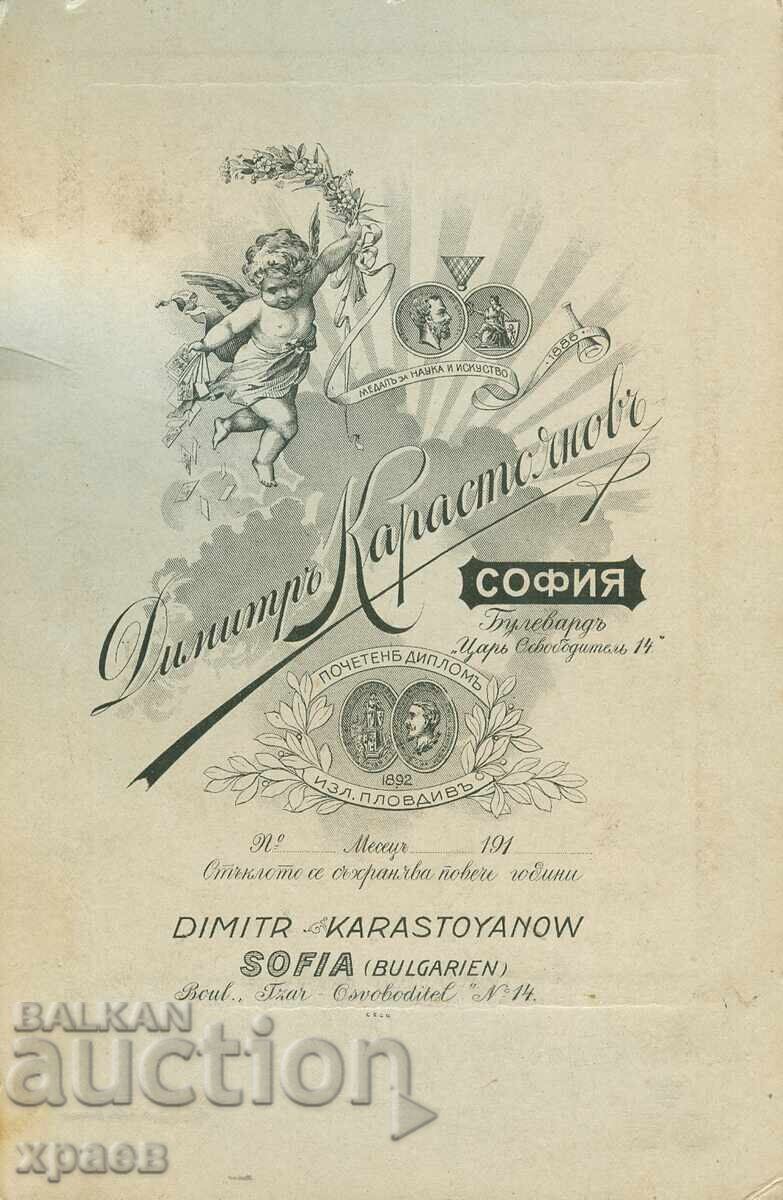 МЕДАЛЪ ЗА НАУКА И ИСКУСТВО
1886
Димитръ Карастояновъ
СОФИЯ
Булевардъ
„Царь Освободитель 14"
ПОЧЕТЕНБ ДИПЛОМЪ
1892
ИЗЛ. ПЛОВДИВЪ
№ Месецъ 191
Стъклото се съхранява повече години
DIMITR KARASTOYANOW
SOFIA (BULGARIEN)
Boul., Tzar-Osvoboditel "№ 14.
BALKAN
auction
храев